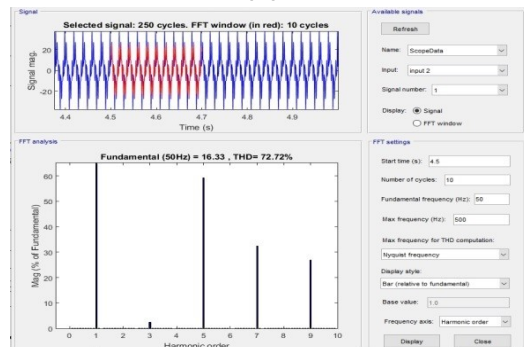 Signal
Selected signal: 250 cycles. FFT window (in red): 10 cycles
Signal mag.
20
0
-20
4.4 4.5 4.6 4.7 4.8 4.9
Time (s)
FFT analysis
Fundamental (50Hz) = 16.33 , THD= 72.72%
Mag (% of Fundamental)
60
50
40
30
20
10
0
0 1 2 3 4 5 6 7 8 9 10
Harmonic order
Available signals
Refresh
Name: ScopeData
Input: input 2
Signal number: 1
Display: Signal
FFT window
FFT settings
Start time (s): 4.5
Number of cycles: 10
Fundamental frequency (Hz): 50
Max frequency (Hz): 500
Max frequency for THD computation:
Nyquist frequency
Display style:
Bar (relative to fundamental)
Base value: 1.0
Frequency axis: Harmonic order
Display Close